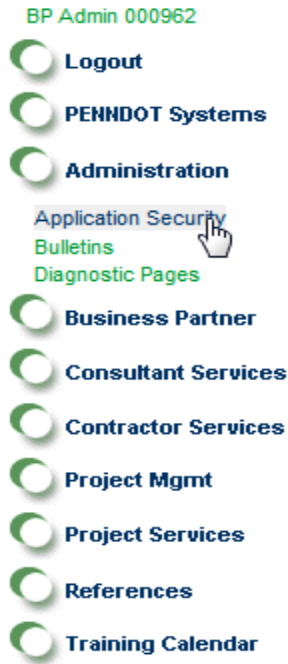 BP Admin 000962
Logout
PENNDOT Systems
Administration
Application Security
Bulletins
Diagnostic Pages
Business Partner
Consultant Services
Contractor Services
Project Mgmt
Project Services
References
Training Calendar